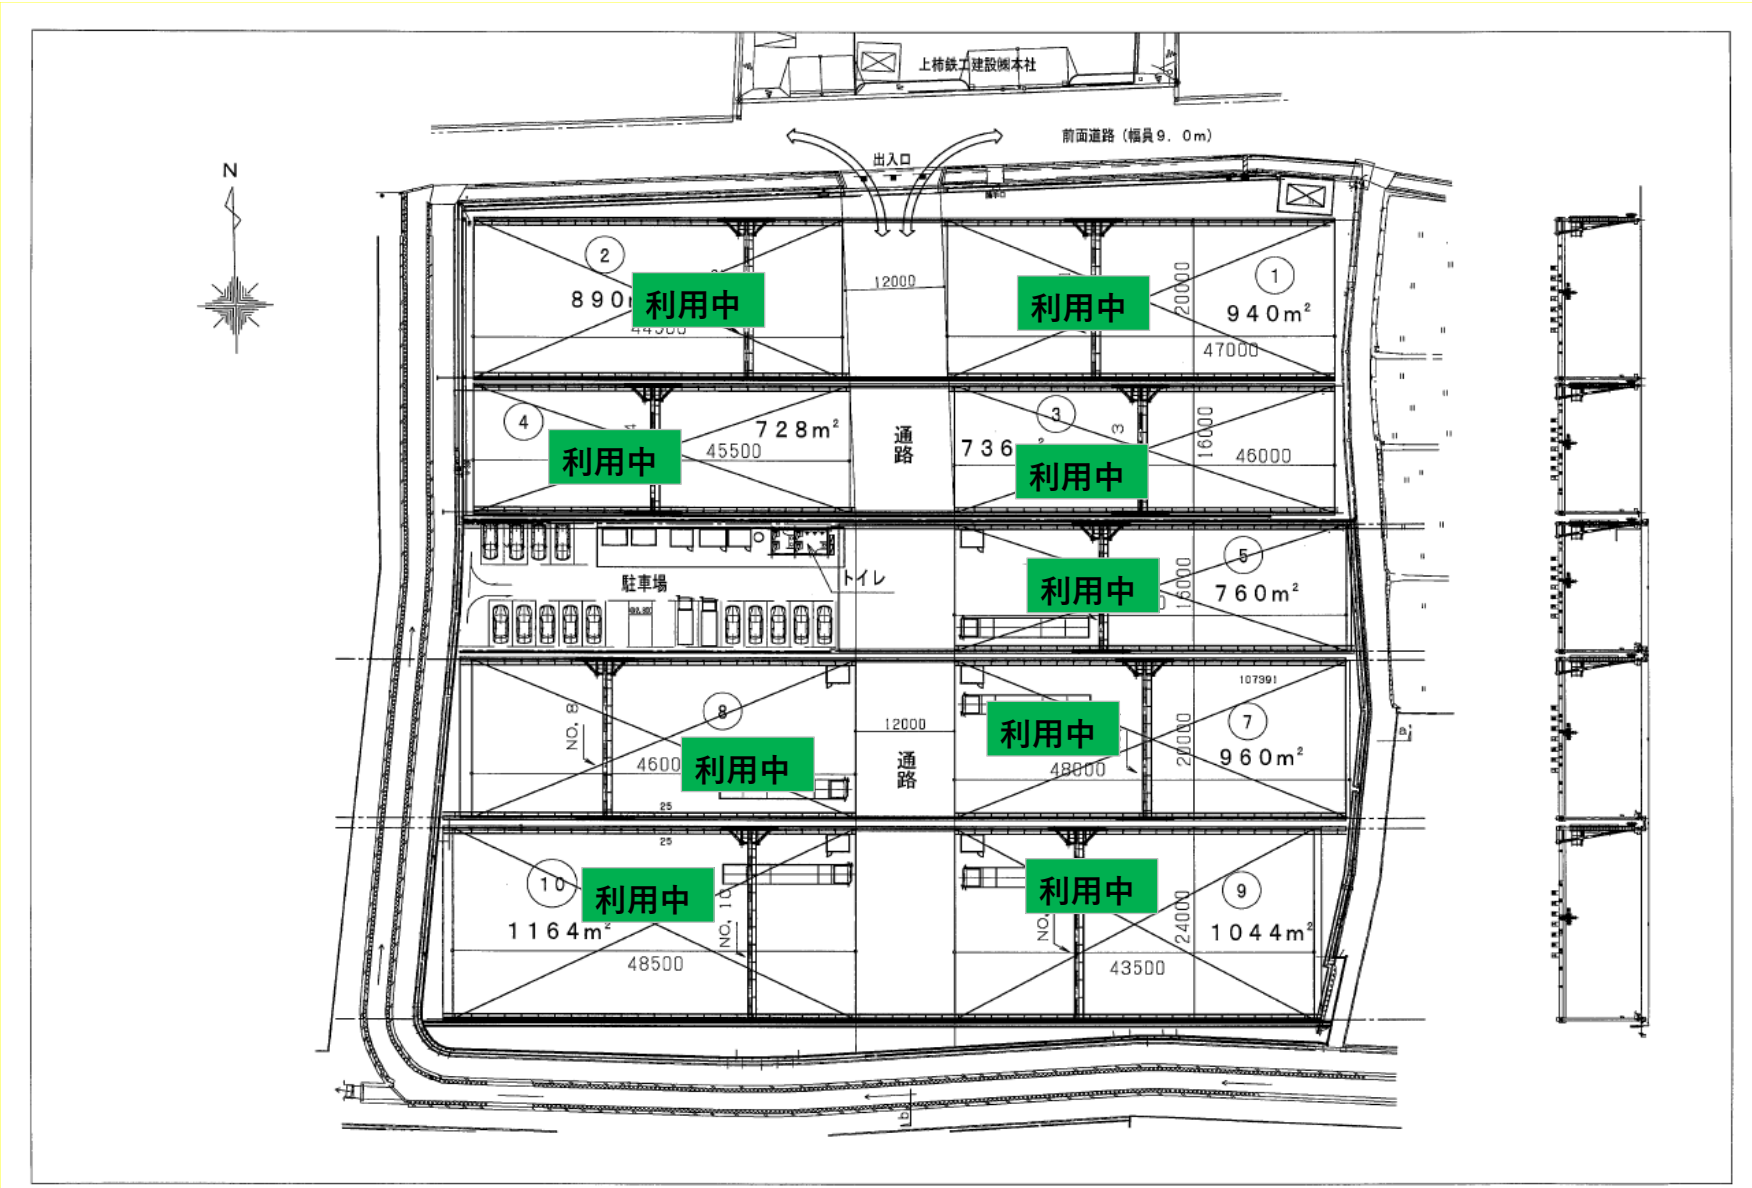 上柿鉄工建設㈱本社
前面道路（幅員９．０ｍ）
出入口
N
2
890
利用中
12000
利用中
20000
1
940m²
47000
4
728m²
45500
利用中
通路
3
736
3
利用中
16000
46000
駐車場
トイレ
利用中
16000
5
760m²
8
NO. 8
4600
利用中
25
12000
通路
107391
利用中
7
20000
960m²
48000
a
25
10
利用中
1164m²
NO. 10
48500
利用中
NO.
9
24000
1044m²
43500
b